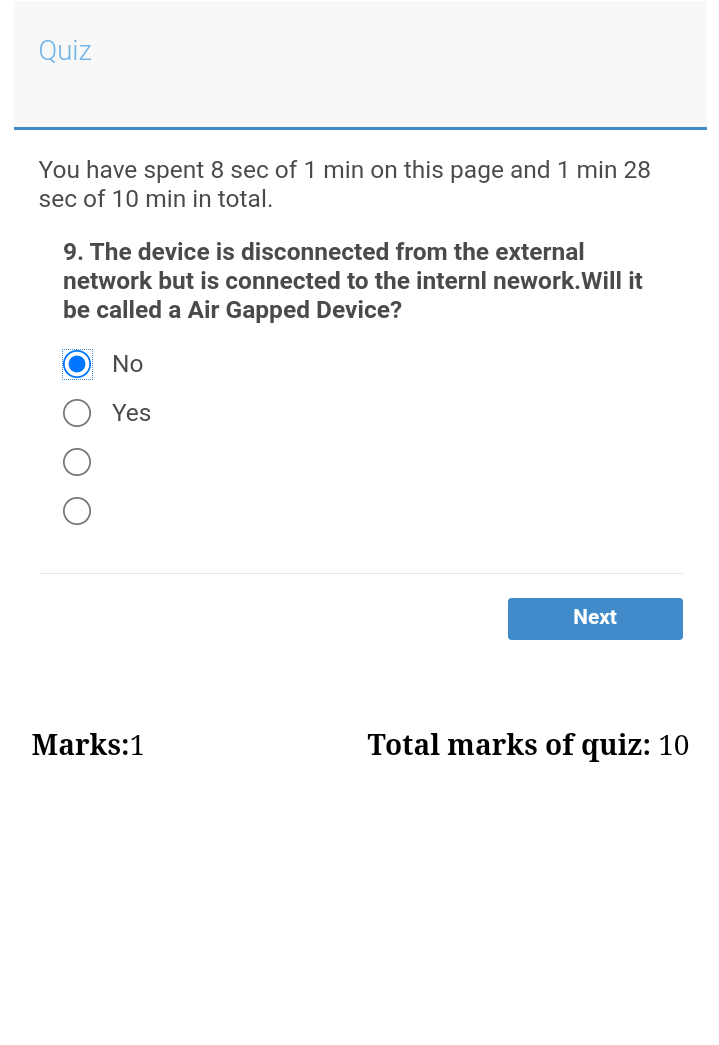 Quiz
You have spent 8 sec of 1 min on this page and 1 min 28
sec of 10 min in total.
9. The device is disconnected from the external
network but is connected to the internl nework.Will it
be called a Air Gapped Device?
No
Yes
Next
Marks:1 Total marks of quiz: 10